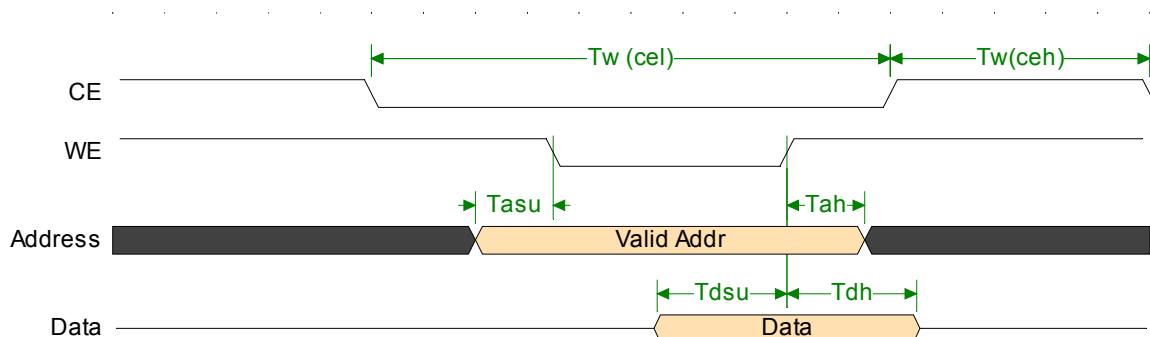 Tw (cel)
Tw(ceh)
CE
WE
Tasu
Tah
Address
Valid Addr
Tdsu
Tdh
Data
Data